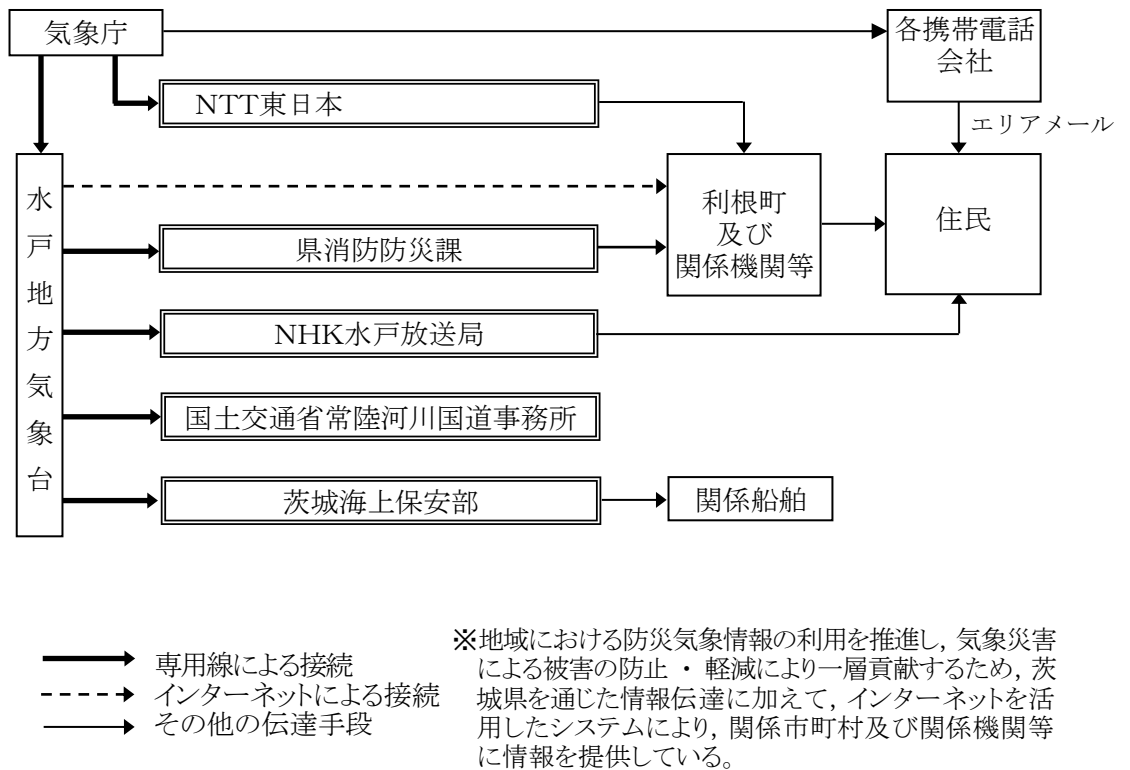 気象庁
各携帯電話
会社
NTT東日本
エリアメール
水戸地方気象台
利根町
及び
関係機関等
住民
県消防防災課
NHK水戸放送局
国土交通省常陸河川国道事務所
茨城海上保安部
関係船舶
専用線による接続
インターネットによる接続
その他の伝達手段
※地域における防災気象情報の利用を推進し，気象災害
による被害の防止 ・ 軽減により一層貢献するため，茨
城県を通じた情報伝達に加えて，インターネットを活
用したシステムにより，関係市町村及び関係機関等
に情報を提供している。